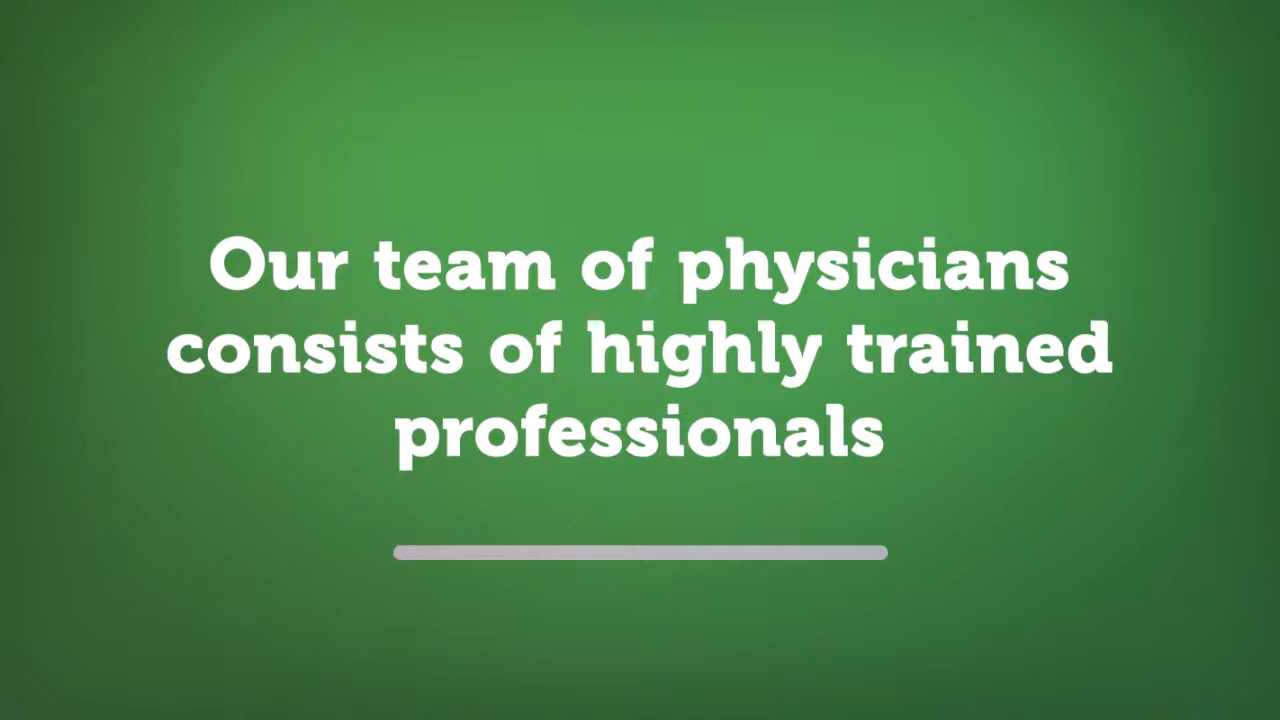 Our team of physicians
consists of highly trained
professionals